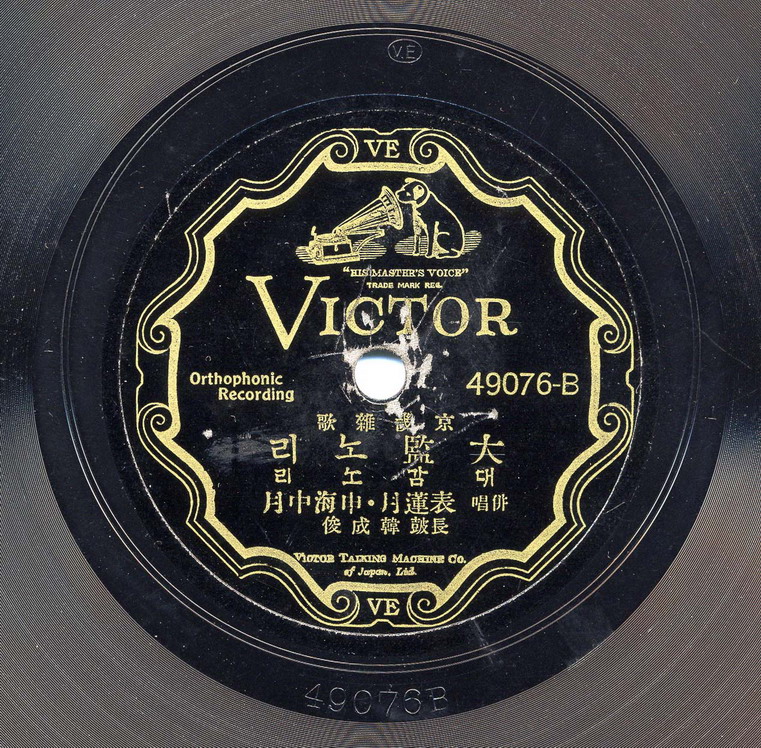 V.E
VE
"HIS MASTER'S VOICE"
TRADE MARK REG.
VICTOR
Orthophonic
Recording
49076-B
京畿雜歌
大監노리
대감노리
俳唱 表蓮月・申海中月
長皷 韓成俊
VICTOR TALKING MACHINE CO.
of Japan, Ltd.
VE
49076B